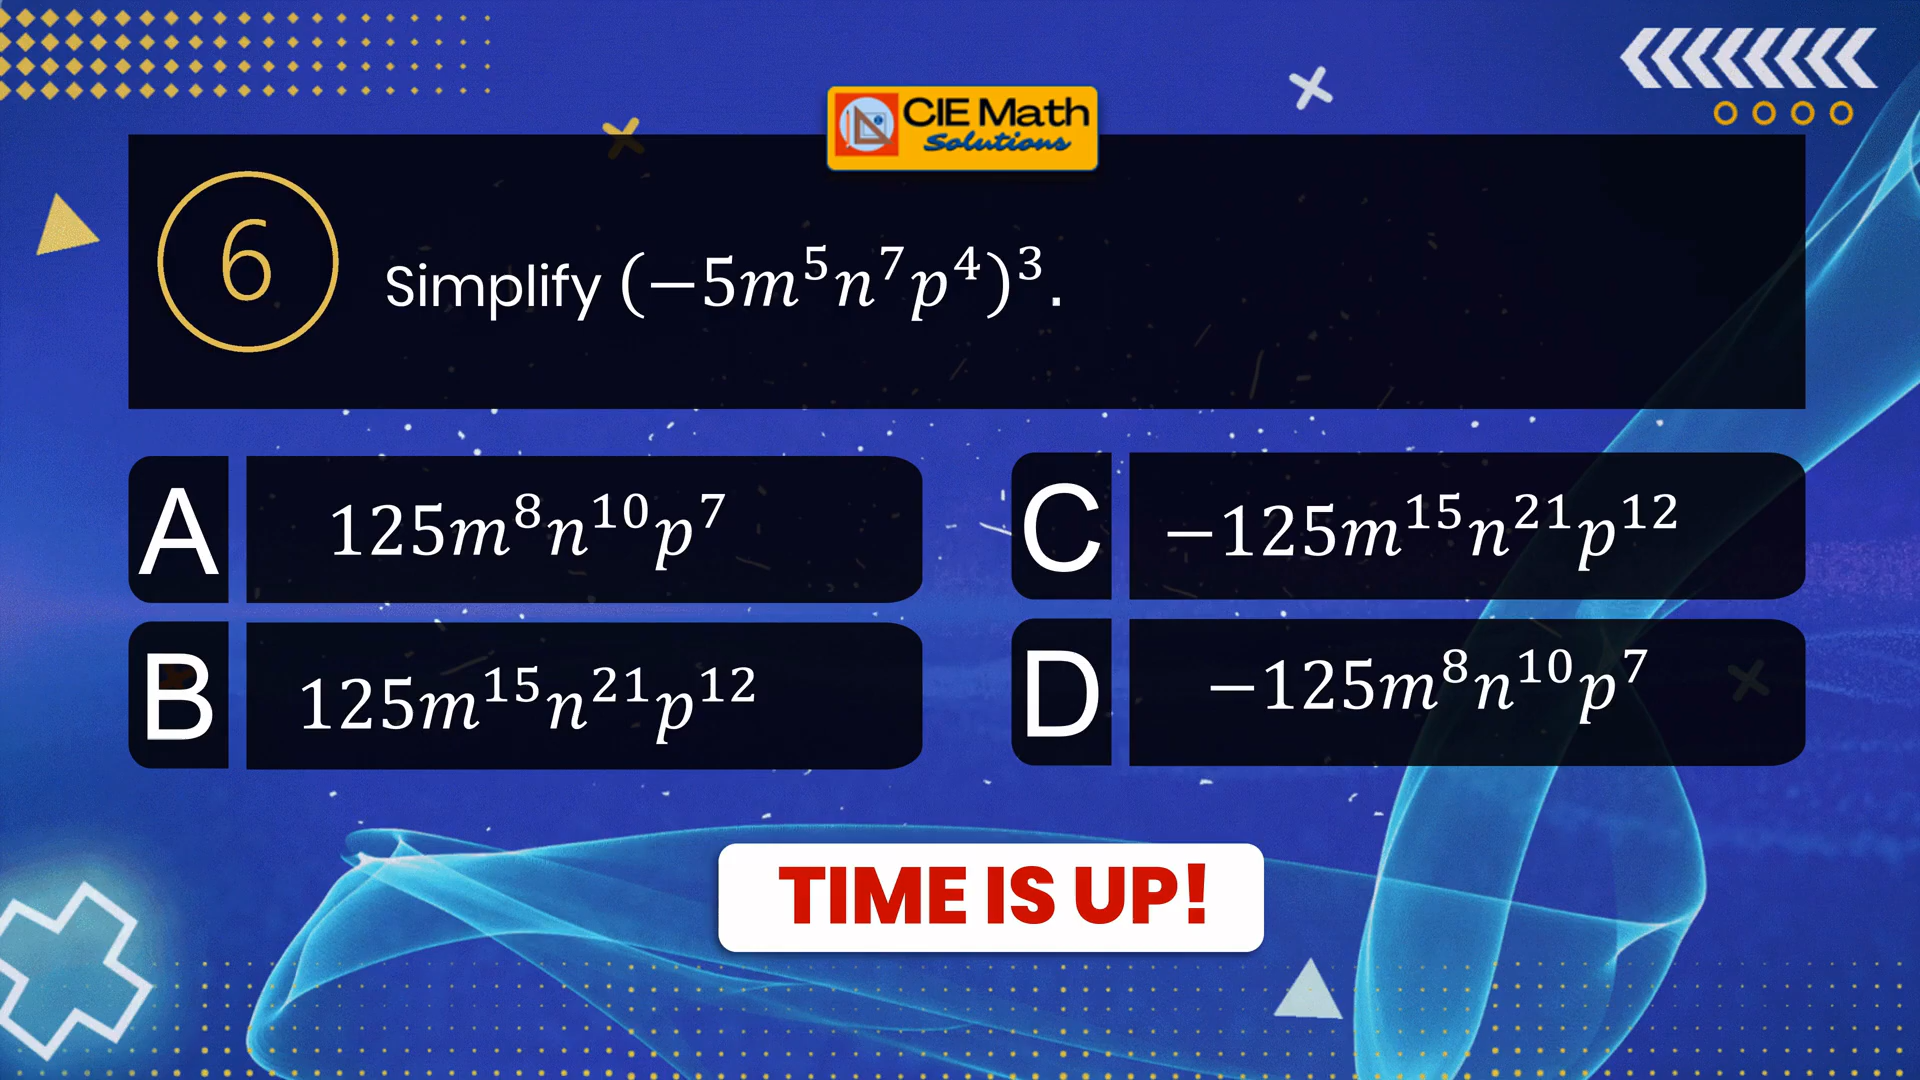 CIE Math
Solutions
6
Simplify (−5m⁵n⁷p⁴)³.
A 125m⁸n¹⁰p⁷
B 125m¹⁵n²¹p¹²
C −125m¹⁵n²¹p¹²
D −125m⁸n¹⁰p⁷
TIME IS UP!